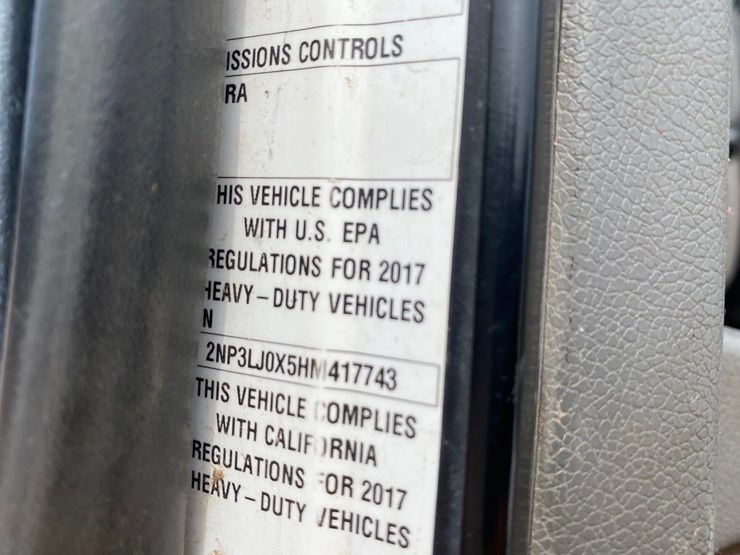 ISSIONS CONTROLS
RA
HIS VEHICLE COMPLIES
WITH U.S. EPA
REGULATIONS FOR 2017
HEAVY-DUTY VEHICLES
N
2NP3LJ0X5HM417743
THIS VEHICLE COMPLIES
WITH CALIFORNIA
REGULATIONS FOR 2017
HEAVY-DUTY VEHICLES